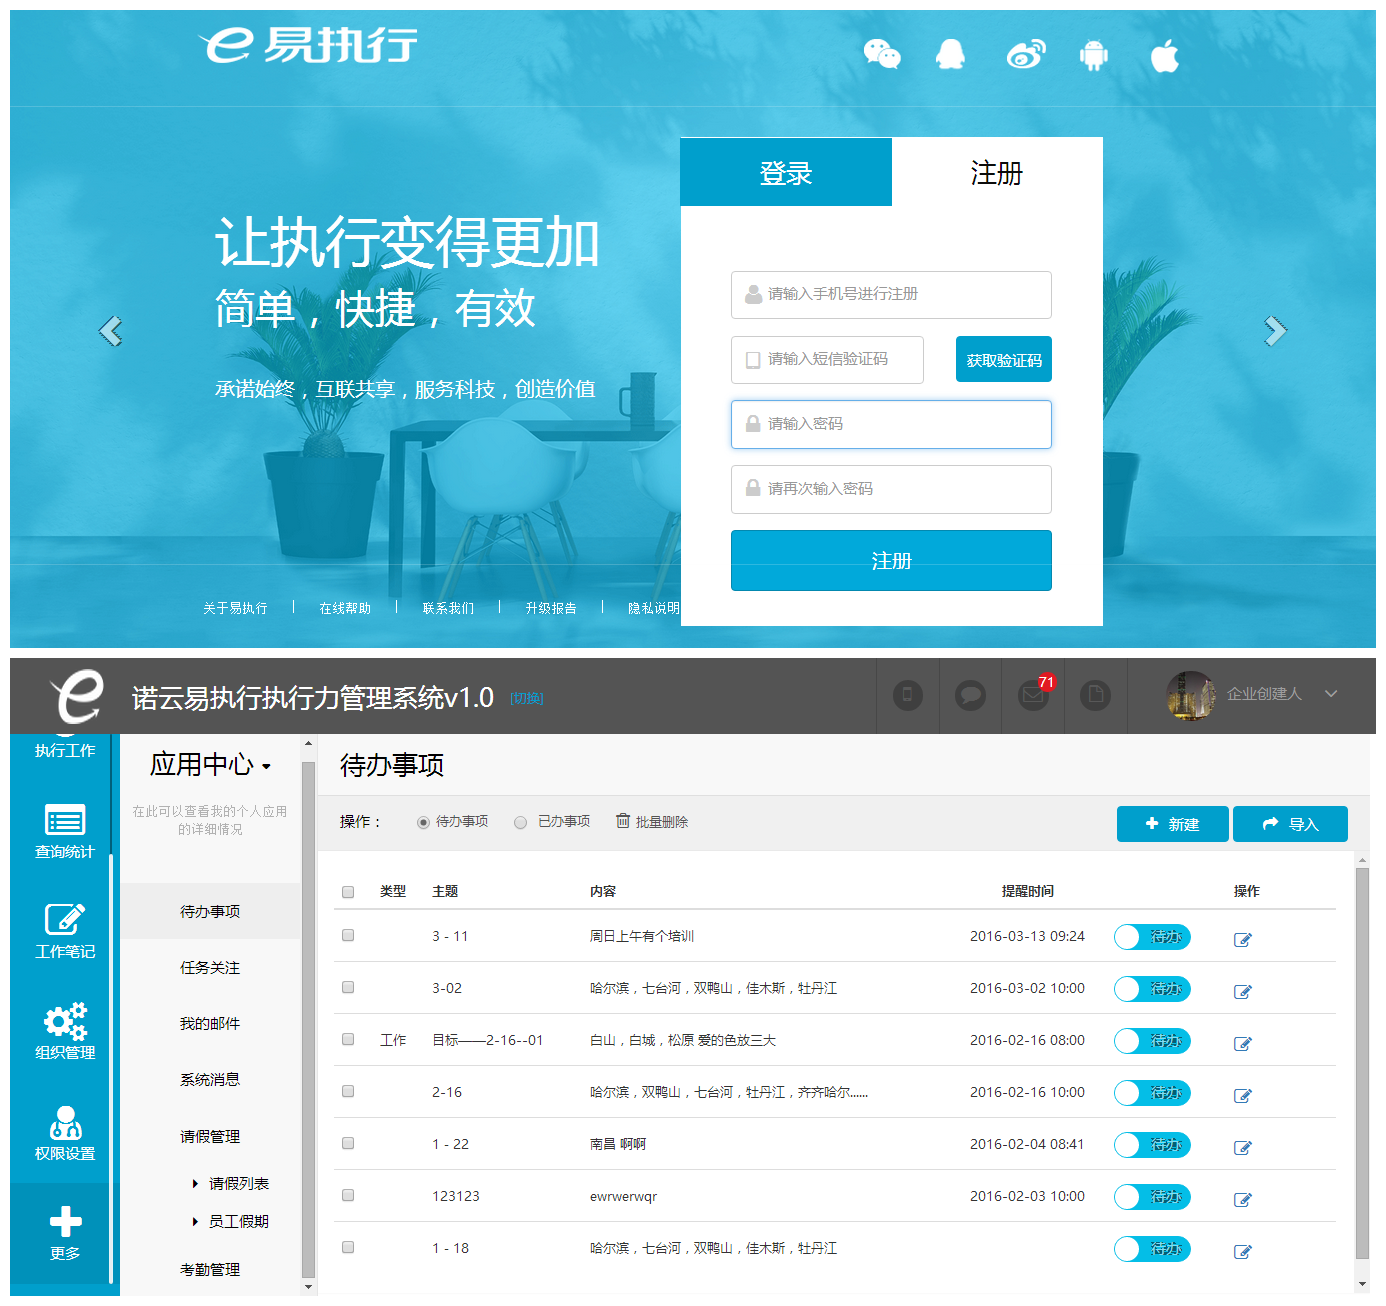 易执行
登录
注册
让执行变得更加
简单，快捷，有效
承诺始终，互联共享，服务科技，创造价值
请输入手机号进行注册
请输入短信验证码
获取验证码
请输入密码
请再次输入密码
注册
关于易执行
在线帮助
联系我们
升级报告
隐私说明
诺云易执行执行力管理系统v1.0 [切换]
71
企业创建人
执行工作
查询统计
工作笔记
组织管理
权限设置
更多
应用中心
在此可以查看我的个人应用
的详细情况
待办事项
任务关注
我的邮件
系统消息
请假管理
请假列表
员工假期
考勤管理
待办事项
操作： 待办事项 已办事项 批量删除
新建 导入
类型 主题 内容 提醒时间 操作
3 - 11 周日上午有个培训 2016-03-13 09:24 待办
3-02 哈尔滨，七台河，双鸭山，佳木斯，牡丹江 2016-03-02 10:00 待办
工作 目标——2-16--01 白山，白城，松原 爱的色放三大 2016-02-16 08:00 待办
2-16 哈尔滨，双鸭山，七台河，牡丹江，齐齐哈尔...... 2016-02-16 10:00 待办
1 - 22 南昌 啊啊 2016-02-04 08:41 待办
123123 ewrwerwqr 2016-02-03 10:00 待办
1 - 18 哈尔滨，七台河，双鸭山，佳木斯，牡丹江 待办